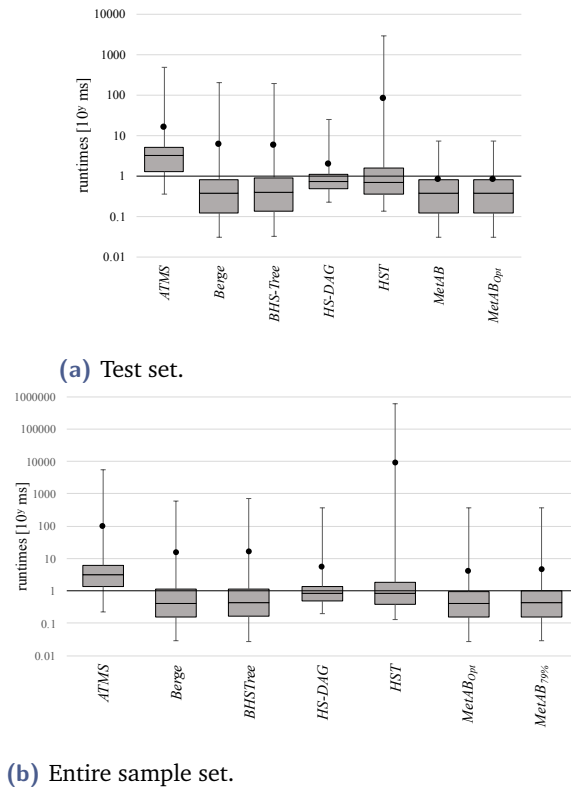 10000
1000
100
10
1
0.1
0.01
runtimes [10ʸ ms]
ATMS
Berge
BHS-Tree
HS-DAG
HST
MetAB
MetAB_Opt
(a) Test set.
1000000
100000
10000
1000
100
10
1
0.1
0.01
runtimes [10ʸ ms]
ATMS
Berge
BHSTree
HS-DAG
HST
MetAB_Opt
MetAB_79%
(b) Entire sample set.